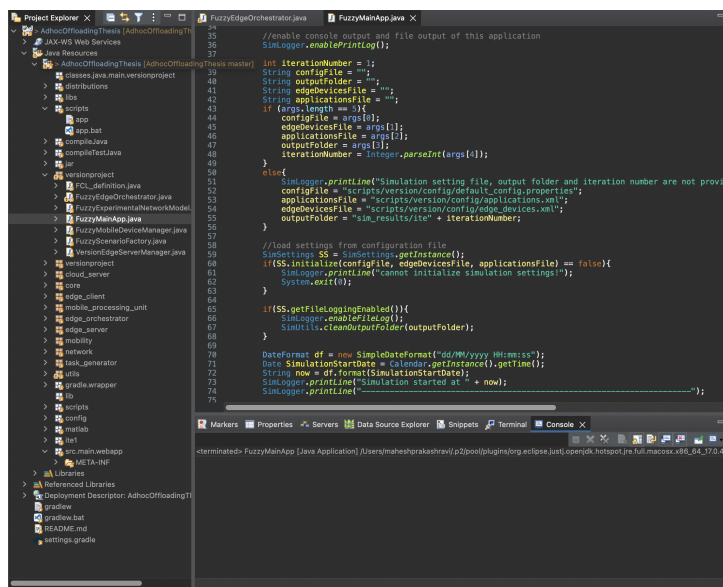 Project Explorer
> AdhocOffloadingThesis [AdhocOffloadingTh
JAX-WS Web Services
Java Resources
> AdhocOffloadingThesis [AdhocOffloadingThesis master]
classes.java.main.versionproject
distributions
libs
scripts
app
app.bat
compileJava
compileTestJava
jar
versionproject
FCL_definition.java
FuzzyEdgeOrchestrator.java
FuzzyExperimentalNetworkModel.
FuzzyMainApp.java
FuzzyMobileDeviceManager.java
FuzzyScenarioFactory.java
VersionEdgeServerManager.java
versionproject
cloud_server
core
edge_client
mobile_processing_unit
edge_orchestrator
edge_server
mobility
network
task_generator
utils
gradle.wrapper
lib
scripts
config
matlab
ite1
src.main.webapp
META-INF
Libraries
Referenced Libraries
Deployment Descriptor: AdhocOffloadingTl
gradlew
gradlew.bat
README.md
settings.gradle
FuzzyEdgeOrchestrator.java
FuzzyMainApp.java
34
35 //enable console output and file output of this application
36 SimLogger.enablePrintLog();
37
38 int iterationNumber = 1;
39 String configFile = "";
40 String outputFolder = "";
41 String edgeDevicesFile = "";
42 String applicationsFile = "";
43 if (args.length == 5){
44 configFile = args[0];
45 edgeDevicesFile = args[1];
46 applicationsFile = args[2];
47 outputFolder = args[3];
48 iterationNumber = Integer.parseInt(args[4]);
49 }
50 else{
51 SimLogger.printLine("Simulation setting file, output folder and iteration number are not provi
52 configFile = "scripts/version/config/default_config.properties";
53 applicationsFile = "scripts/version/config/applications.xml";
54 edgeDevicesFile = "scripts/version/config/edge_devices.xml";
55 outputFolder = "sim_results/ite" + iterationNumber;
56 }
57
58 //load settings from configuration file
59 SimSettings SS = SimSettings.getInstance();
60 if(SS.initialize(configFile, edgeDevicesFile, applicationsFile) == false){
61 SimLogger.printLine("cannot initialize simulation settings!");
62 System.exit(0);
63 }
64
65 if(SS.getFileLoggingEnabled()){
66 SimLogger.enableFileLog();
67 SimUtils.cleanOutputFolder(outputFolder);
68 }
69
70 DateFormat df = new SimpleDateFormat("dd/MM/yyyy HH:mm:ss");
71 Date SimulationStartDate = Calendar.getInstance().getTime();
72 String now = df.format(SimulationStartDate);
73 SimLogger.printLine("Simulation started at " + now);
74 SimLogger.printLine("----------------------------------------------------------------------");
75
Markers Properties Servers Data Source Explorer Snippets Terminal Console
<terminated> FuzzyMainApp [Java Application] /Users/maheshprakashravi/.p2/pool/plugins/org.eclipse.justj.openjdk.hotspot.jre.full.macosx.x86_64_17.0.4